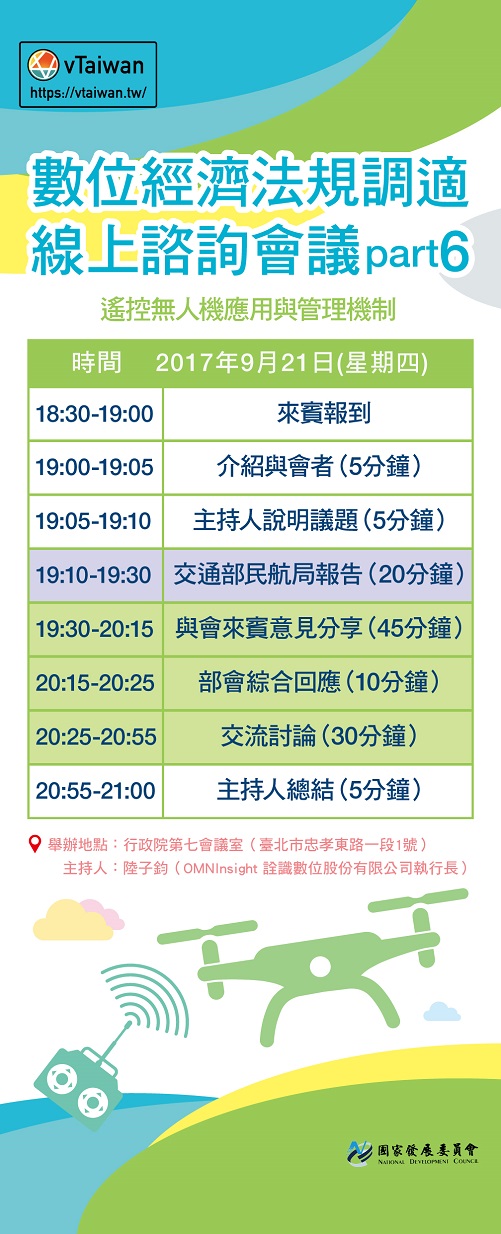 vTaiwan
https://vtaiwan.tw/
數位經濟法規調適
線上諮詢會議part6
遙控無人機應用與管理機制
時間 2017年9月21日(星期四)
18:30-19:00 來賓報到
19:00-19:05 介紹與會者(5分鐘)
19:05-19:10 主持人說明議題(5分鐘)
19:10-19:30 交通部民航局報告(20分鐘)
19:30-20:15 與會來賓意見分享(45分鐘)
20:15-20:25 部會綜合回應(10分鐘)
20:25-20:55 交流討論(30分鐘)
20:55-21:00 主持人總結(5分鐘)
舉辦地點:行政院第七會議室(臺北市忠孝東路一段1號)
主持人:陸子鈞(OMNInsight 詮識數位股份有限公司執行長)
國家發展委員會
NATIONAL DEVELOPMENT COUNCIL